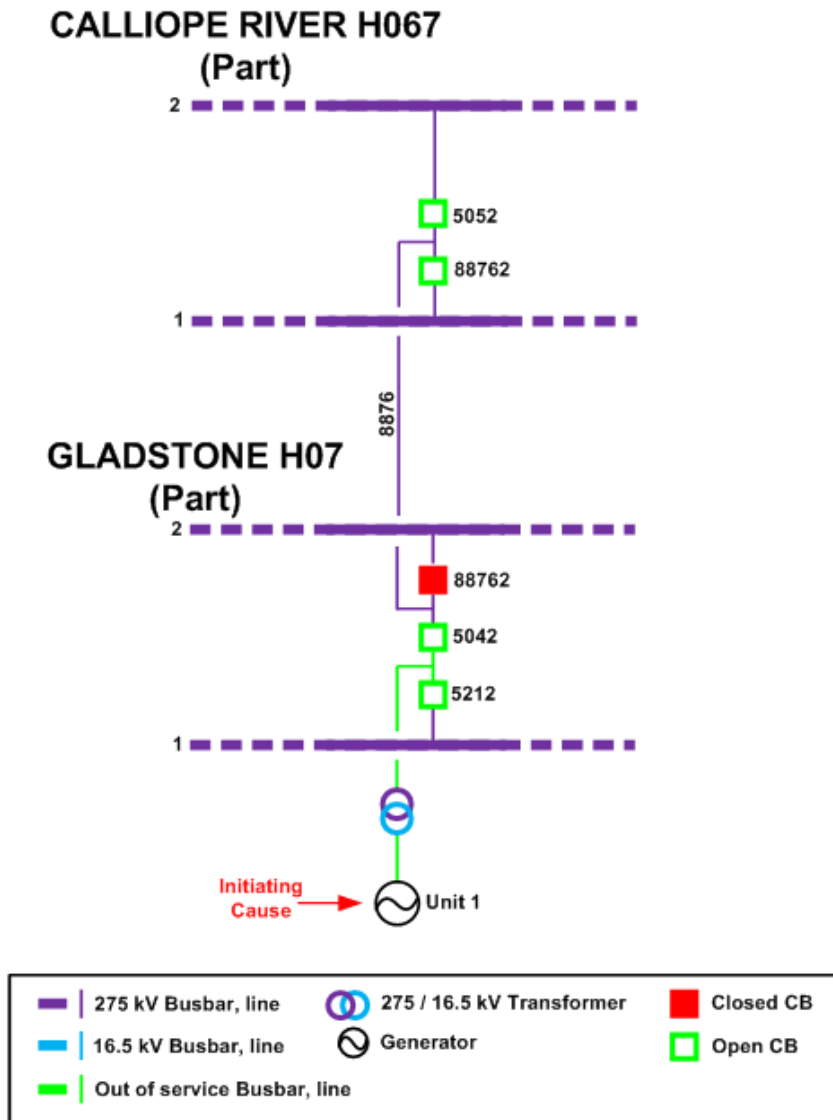 CALLIOPE RIVER H067
(Part)
2
5052
88762
1
8876
GLADSTONE H07
(Part)
2
88762
5042
5212
1
Initiating
Cause
Unit 1
275 kV Busbar, line
275 / 16.5 kV Transformer
Closed CB
16.5 kV Busbar, line
Generator
Open CB
Out of service Busbar, line